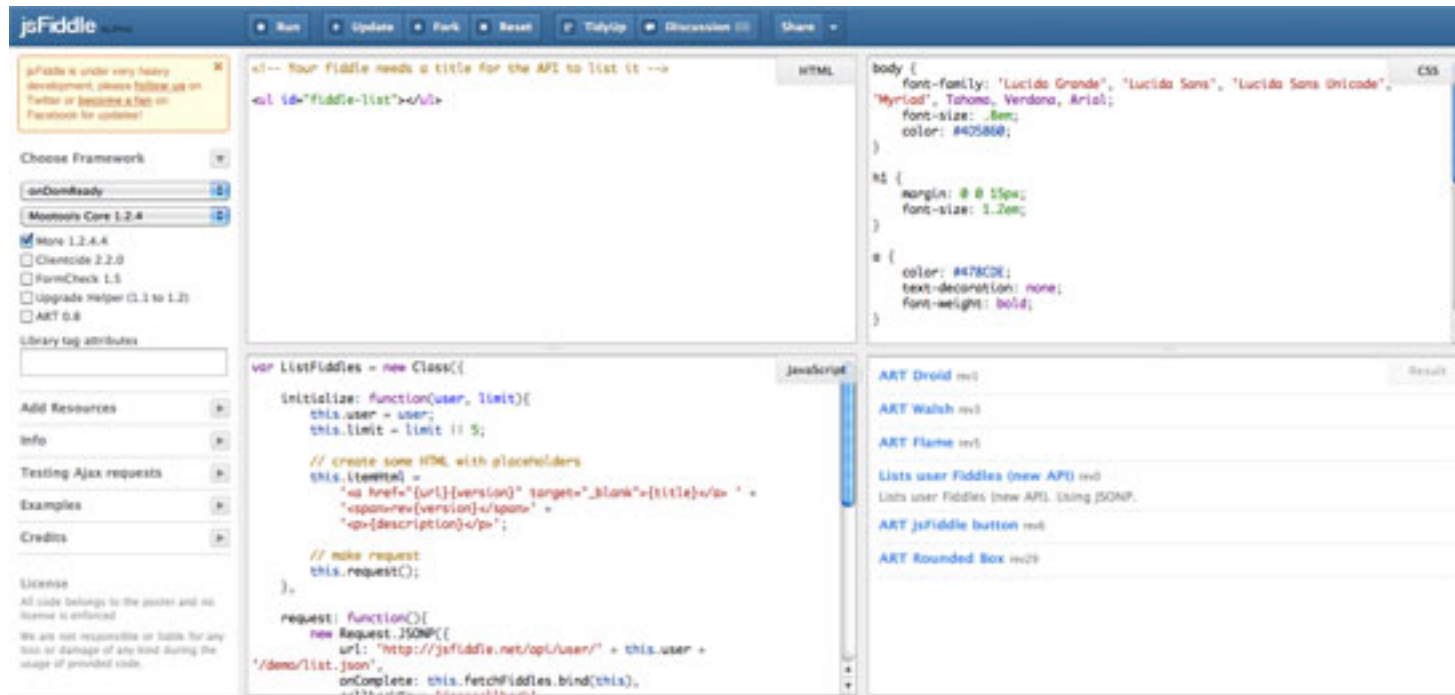 jsFiddle ALPHA
Run Update Fork Reset TidyUp Discussion Share
jsFiddle is under very heavy
development, please follow us on
Twitter or become a fan on
Facebook for updates!
Choose Framework
onDomReady
Mootools Core 1.2.4
More 1.2.4.4
Clientcide 2.2.0
FormCheck 1.5
Upgrade Helper (1.1 to 1.2)
ART 0.8
Library tag attributes
Add Resources
Info
Testing Ajax requests
Examples
Credits
License
All code belongs to the poster and no
license is enforced
We are not responsible or liable for any
loss or damage of any kind during the
usage of provided code.
HTML
<!-- Your fiddle needs a title for the API to list it -->
<ul id="fiddle-list"></ul>
CSS
body {
font-family: "Lucida Grande", "Lucida Sans", "Lucida Sans Unicode",
"Myriad", Tahoma, Verdana, Arial;
font-size: .8em;
color: #4D5860;
}
h1 {
margin: 0 0 15px;
font-size: 1.2em;
}
a {
color: #478CDE;
text-decoration: none;
font-weight: bold;
}
JavaScript
var ListFiddles = new Class({
initialize: function(user, limit){
this.user = user;
this.limit = limit || 5;
// create some HTML with placeholders
this.itemHtml =
'<a href="{url}{version}" target="_blank">{title}</a> ' +
'<span>rev{version}</span>' +
'<p>{description}</p>';
// make request
this.request();
},
request: function(){
new Request.JSONP({
url: "http://jsfiddle.net/api/user/" + this.user +
"/demo/list.json",
onComplete: this.fetchFiddles.bind(this),
Result
ART Droid rev1
ART Walsh rev3
ART Flame rev5
Lists user Fiddles (new API) rev0
Lists user Fiddles (new API). Using JSONP.
ART jsFiddle button rev6
ART Rounded Box rev29